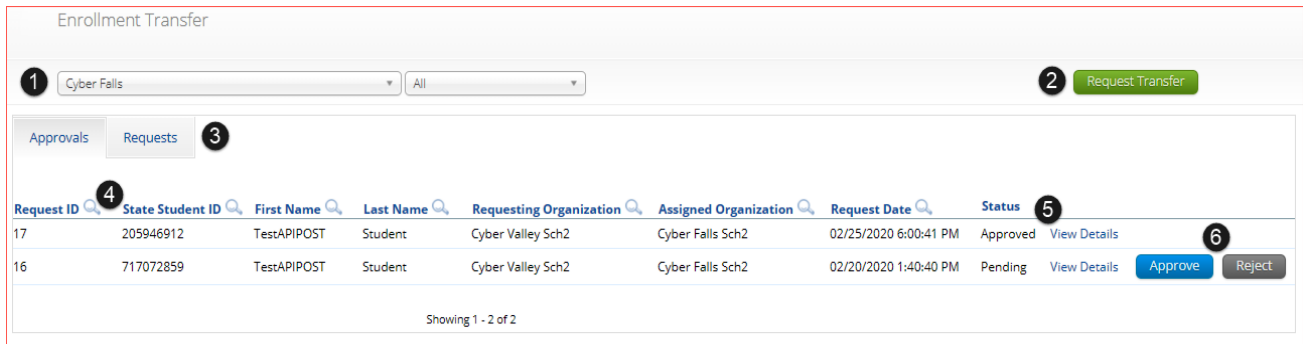 Enrollment Transfer
1 Cyber Falls All 2 Request Transfer
Approvals Requests 3
4
Request ID State Student ID First Name Last Name Requesting Organization Assigned Organization Request Date Status 5
17 205946912 TestAPIPOST Student Cyber Valley Sch2 Cyber Falls Sch2 02/25/2020 6:00:41 PM Approved View Details 6
16 717072859 TestAPIPOST Student Cyber Valley Sch2 Cyber Falls Sch2 02/20/2020 1:40:40 PM Pending View Details Approve Reject
Showing 1 - 2 of 2